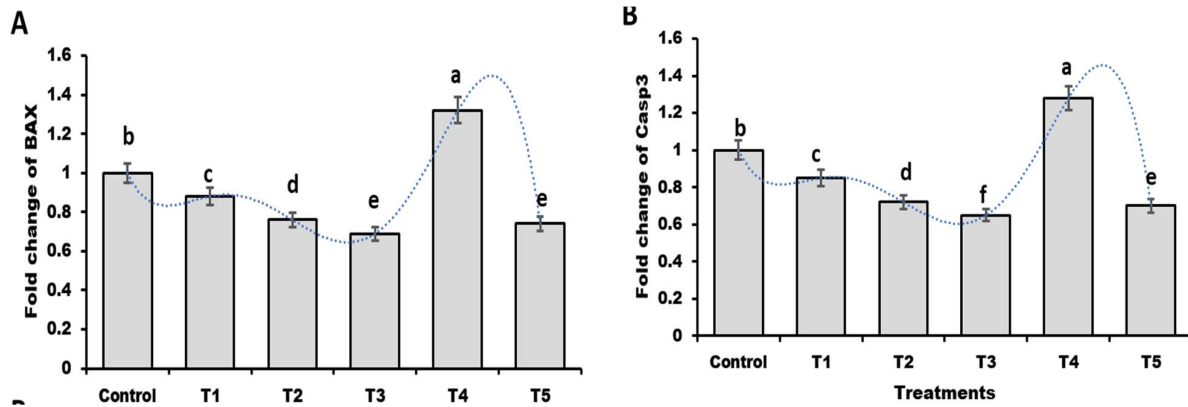 A
Fold change of BAX
1.6
1.4
1.2
1
0.8
0.6
0.4
0.2
0
b
c
d
e
a
e
Control T1 T2 T3 T4 T5
B
Fold change of Casp3
1.6
1.4
1.2
1
0.8
0.6
0.4
0.2
0
b
c
d
f
a
e
Control T1 T2 T3 T4 T5
Treatments